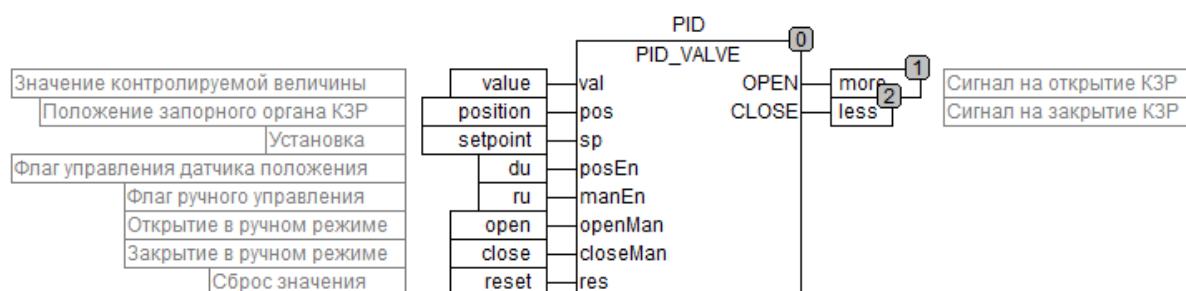 PID
0
PID_VALVE
1
Значение контролируемой величины value val OPEN more Сигнал на открытие КЗР
2
Положение запорного органа КЗР position pos CLOSE less Сигнал на закрытие КЗР
Установка setpoint sp
Флаг управления датчика положения du posEn
Флаг ручного управления ru manEn
Открытие в ручном режиме open openMan
Закрытие в ручном режиме close closeMan
Сброс значения reset res